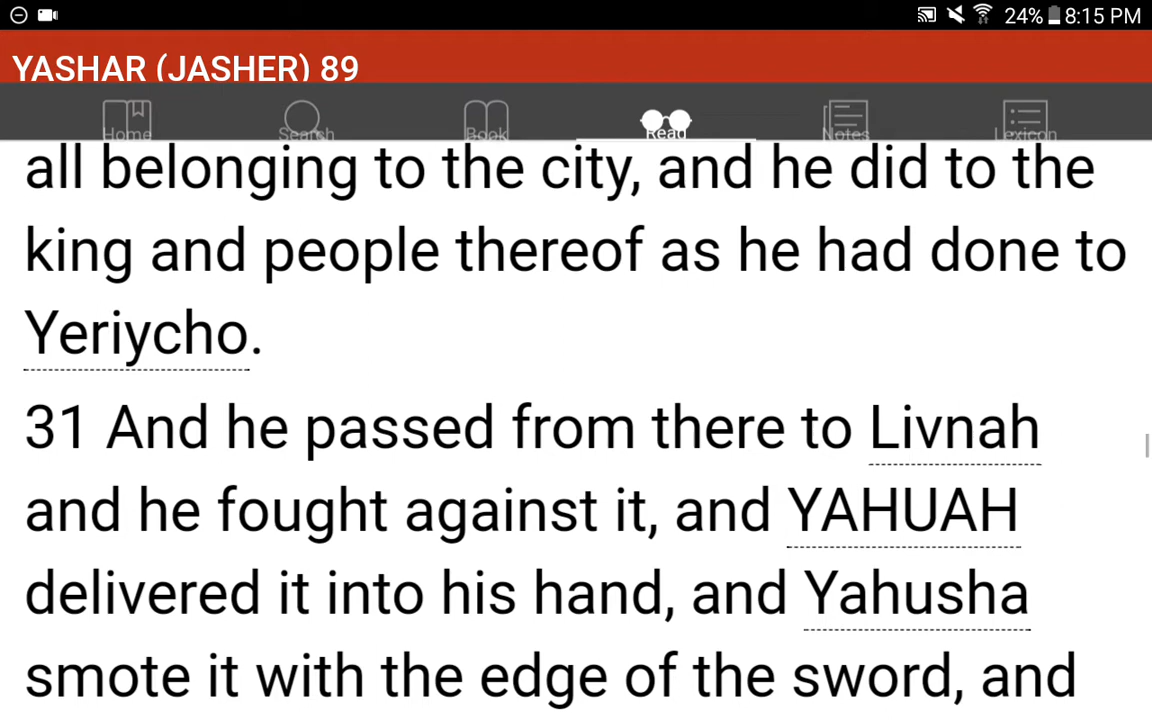 24% 8:15 PM
YASHAR (JASHER) 89
Home Search Book Read Notes Lexicon
all belonging to the city, and he did to the
king and people thereof as he had done to
Yeriycho.
31 And he passed from there to Livnah
and he fought against it, and YAHUAH
delivered it into his hand, and Yahusha
smote it with the edge of the sword, and